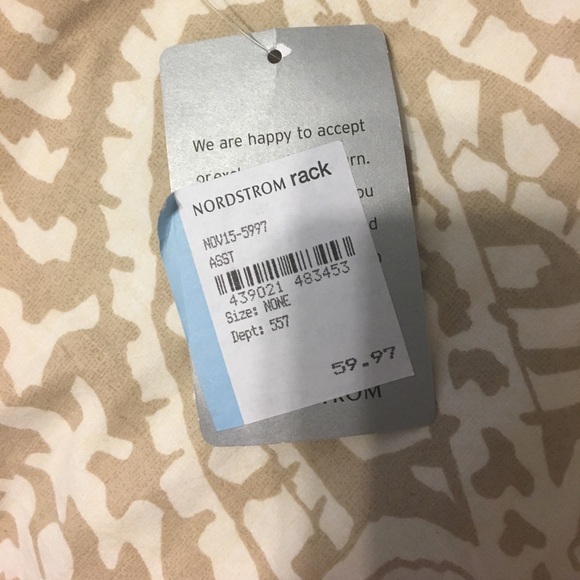 We are happy to accept
or
rn.
NORDSTROM rack
ou
NOV15-5997
d
ASST
439021 483453
Size: NONE
Dept: 557
59.97
ROM